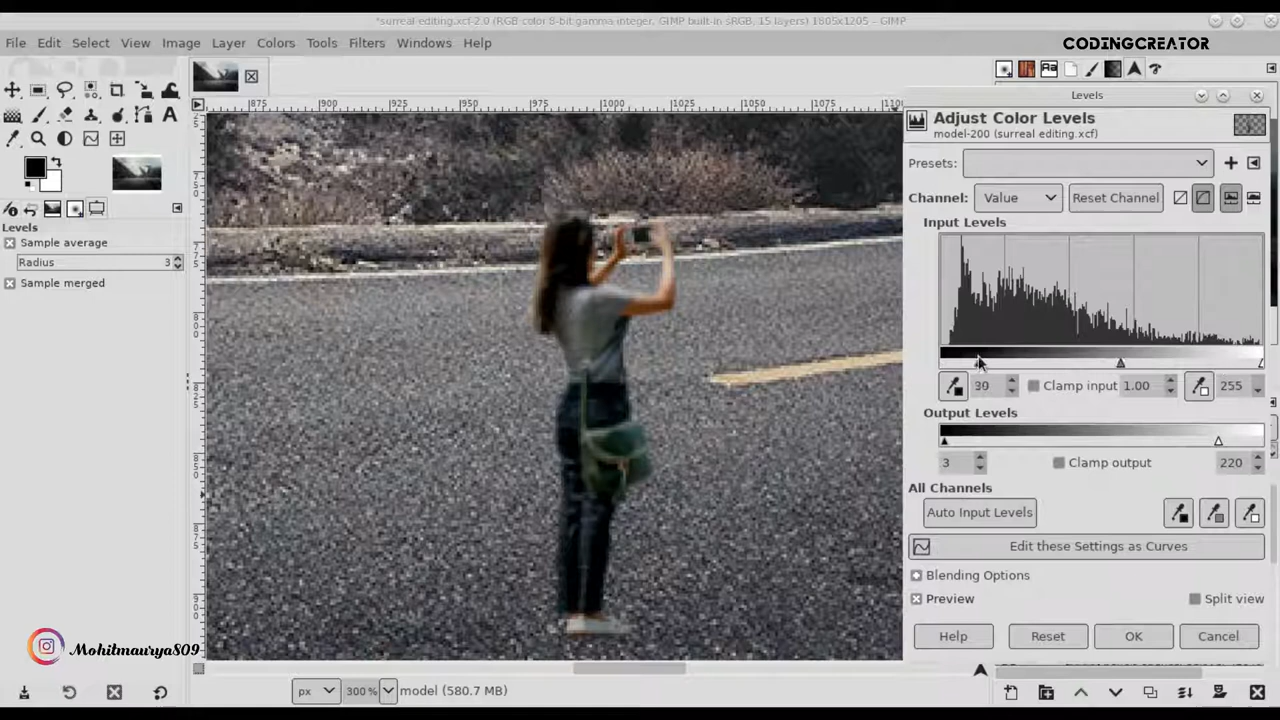 *surreal editing.xcf-2.0 (RGB color 8-bit gamma integer, GIMP built-in sRGB, 15 layers) 1805x1205 – GIMP
File Edit Select View Image Layer Colors Tools Filters Windows Help
CODINGCREATOR
875 900 925 950 975 1000 1025 1050 1075
Levels
Adjust Color Levels
model-200 (surreal editing.xcf)
Presets:
Channel: Value Reset Channel
Input Levels
Levels
Sample average
Radius 3
Sample merged
39 Clamp input 1.00 255
Output Levels
3 Clamp output 220
All Channels
Auto Input Levels
Edit these Settings as Curves
Blending Options
Preview Split view
Help Reset OK Cancel
Mohitmaurya809
px 300 % model (580.7 MB)